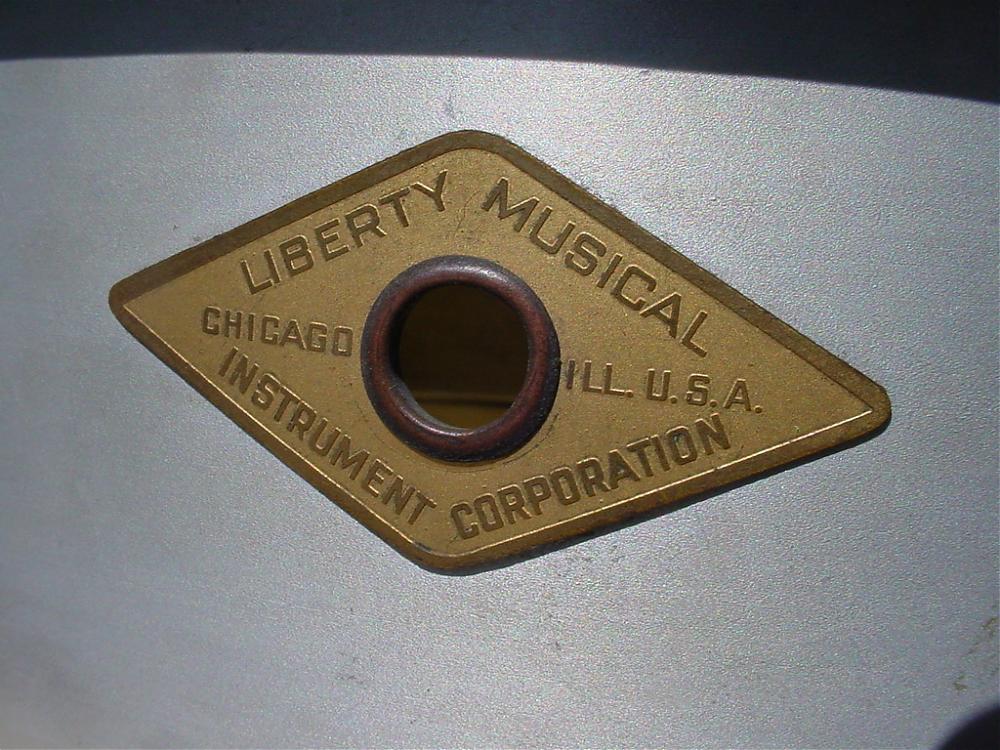 LIBERTY MUSICAL
CHICAGO ILL. U.S.A.
INSTRUMENT CORPORATION